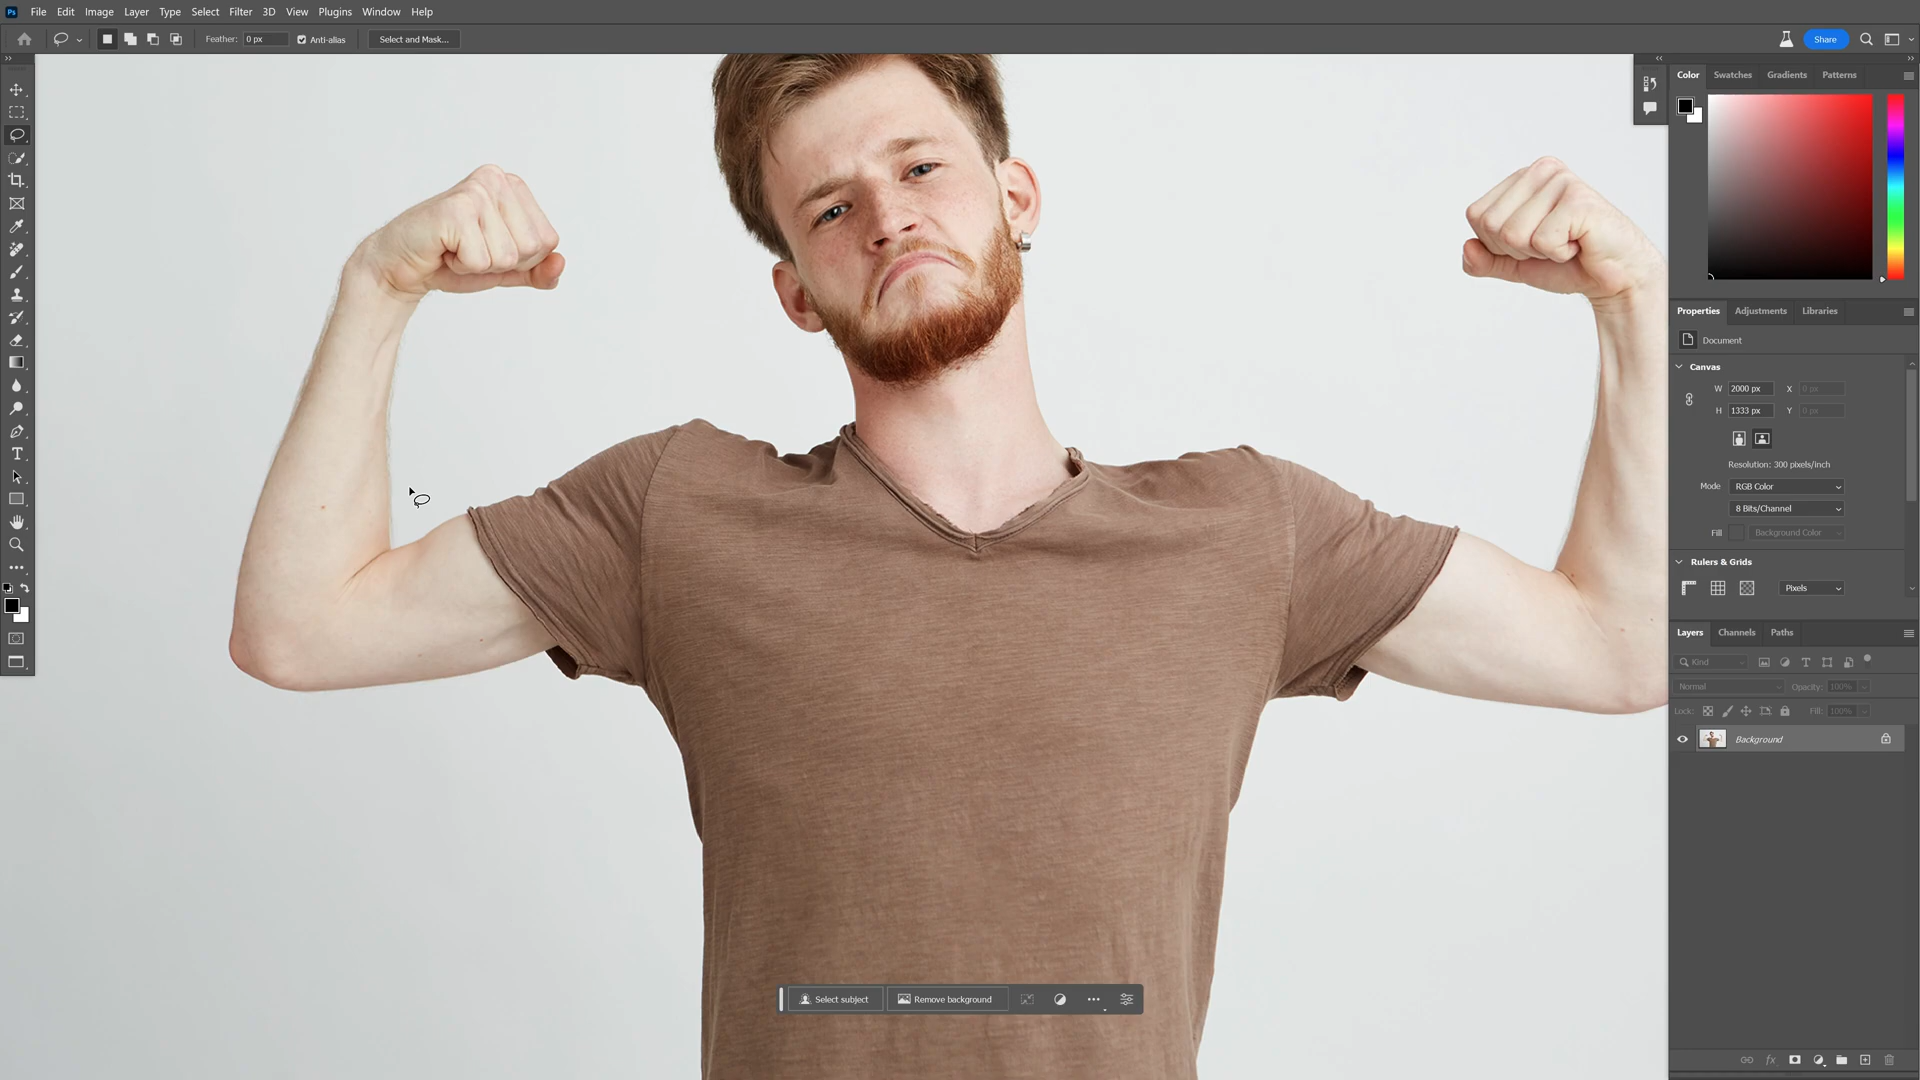 Ps File Edit Image Layer Type Select Filter 3D View Plugins Window Help
Feather: 0 px Anti-alias Select and Mask... Share
Color Swatches Gradients Patterns
Properties Adjustments Libraries
Document
Canvas
W 2000 px X 0 px
H 1333 px Y 0 px
Resolution: 300 pixels/inch
Mode RGB Color
8 Bits/Channel
Fill Background Color
Rulers & Grids
Pixels
Layers Channels Paths
Kind
Normal Opacity: 100%
Lock: Fill: 100%
Background
Select subject Remove background